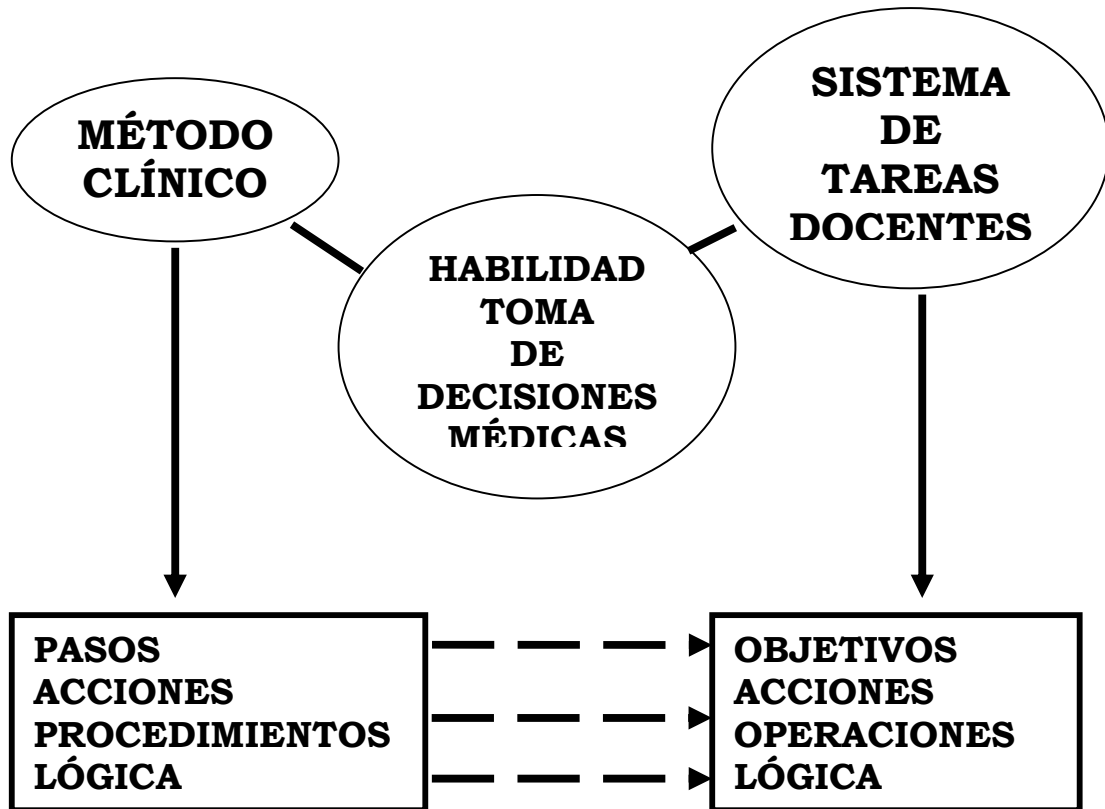 MÉTODO
CLÍNICO
SISTEMA
DE
TAREAS
DOCENTES
HABILIDAD
TOMA
DE
DECISIONES
MÉDICAS
PASOS
ACCIONES
PROCEDIMIENTOS
LÓGICA
OBJETIVOS
ACCIONES
OPERACIONES
LÓGICA